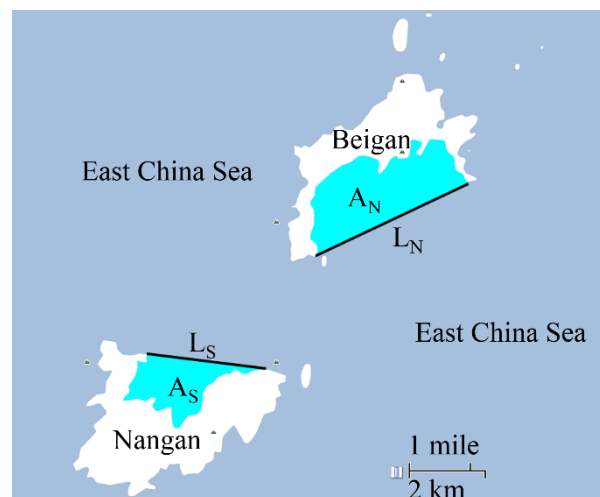 Beigan
East China Sea
A_N
L_N
East China Sea
L_S
A_S
Nangan
1 mile
2 km